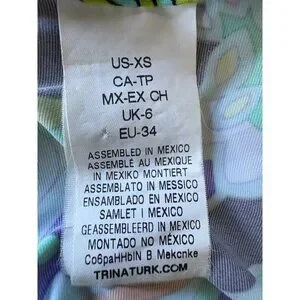 US-XS
CA-TP
MX-EX CH
UK-6
EU-34
ASSEMBLED IN MEXICO
ASSEMBLÉ AU MEXIQUE
IN MEXIKO MONTIERT
ASSEMBLATO IN MESSICO
ENSAMBLADO EN MEXICO
SAMLET I MEXICO
GEASSEMBLEERD IN MEXICO
MONTADO NO MÉXICO
Co6paHHbIN B Mekcnke
TRINATURK.COM